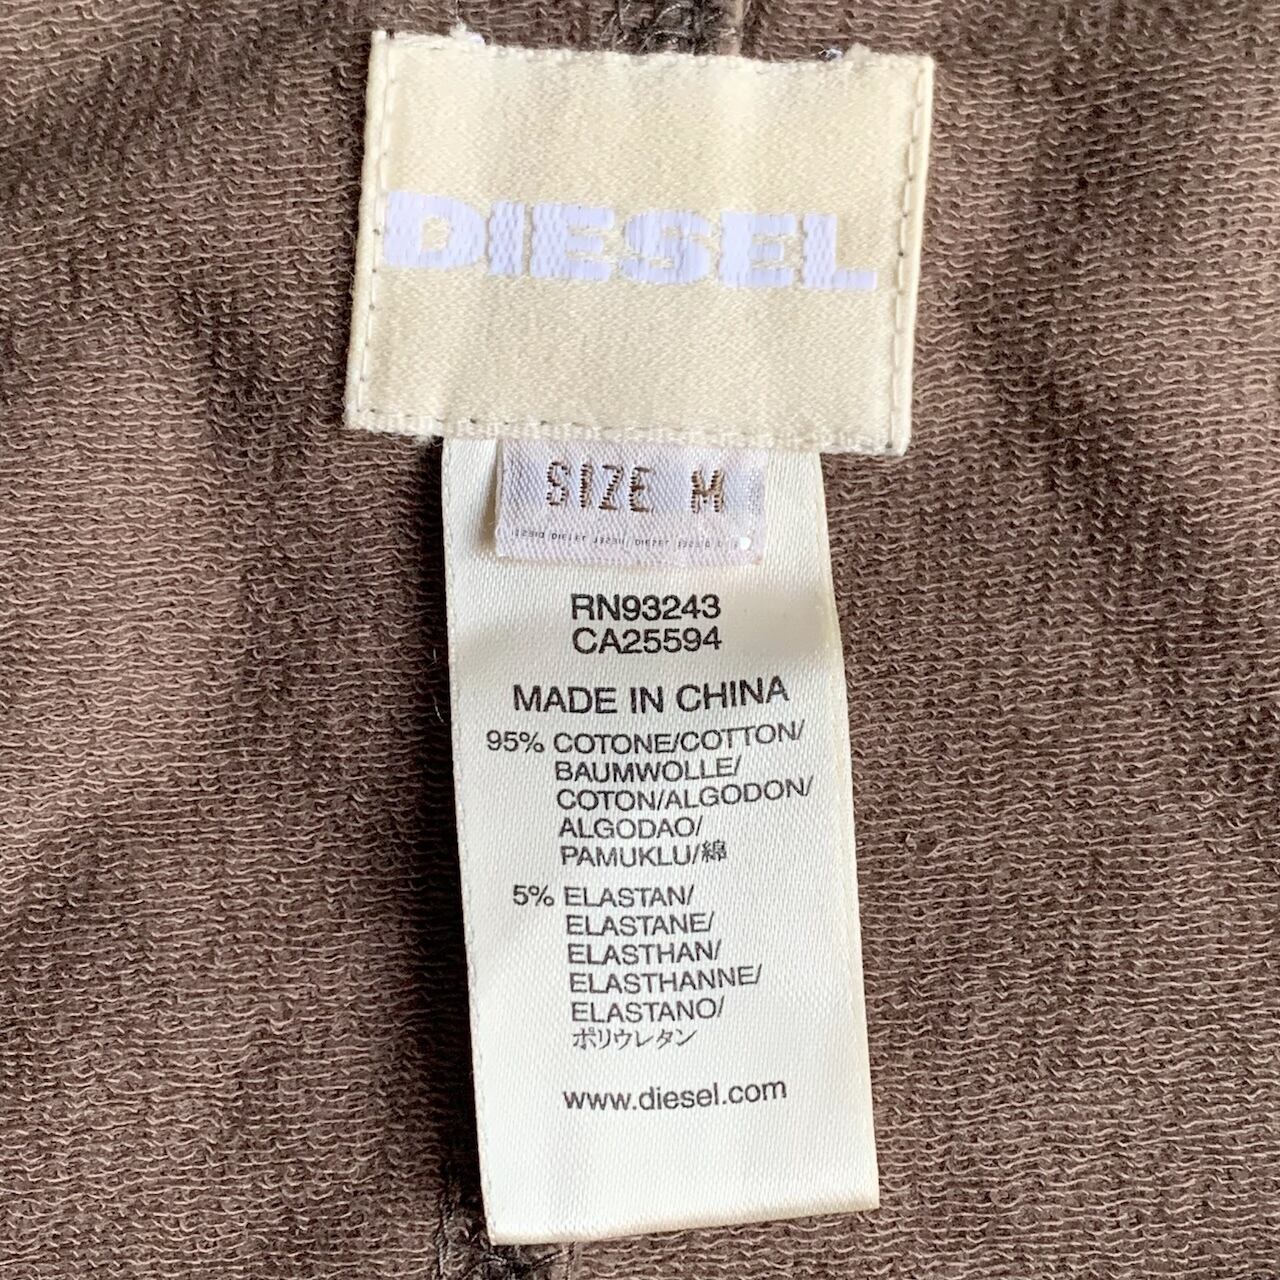 DIESEL
SIZE M
RN93243
CA25594
MADE IN CHINA
95% COTONE/COTTON/
BAUMWOLLE/
COTON/ALGODON/
ALGODAO/
PAMUKLU/綿
5% ELASTAN/
ELASTANE/
ELASTHAN/
ELASTHANNE/
ELASTANO/
ポリウレタン
www.diesel.com